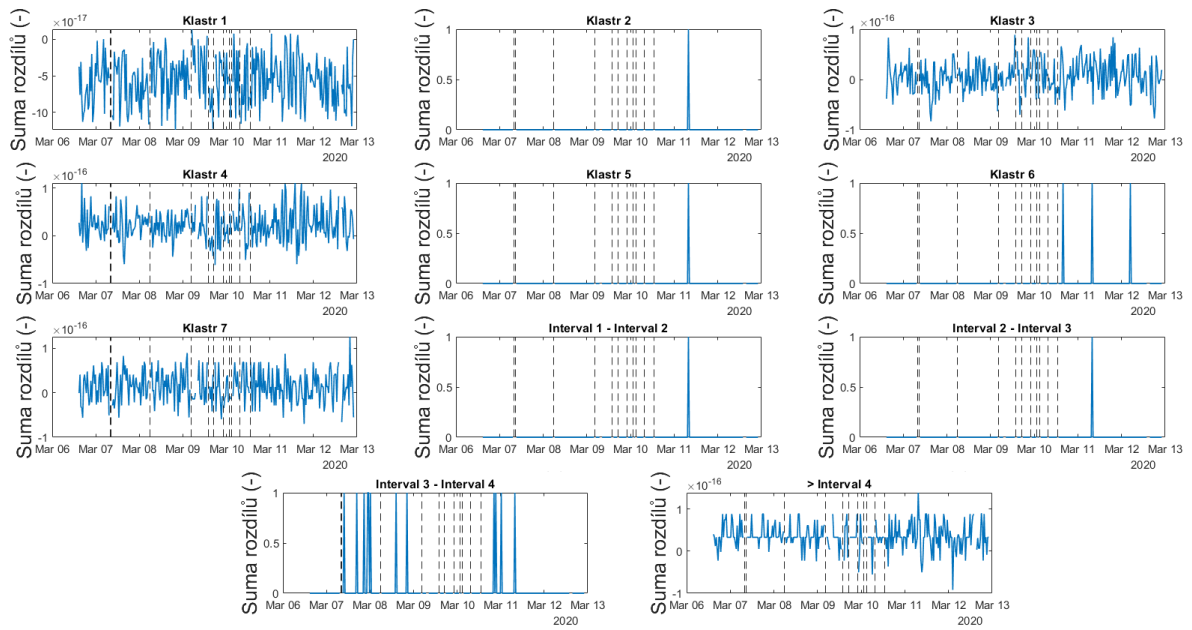 Klastr 1
×10⁻¹⁷
Suma rozdílů (-)
0
-5
-10
Mar 06 Mar 07 Mar 08 Mar 09 Mar 10 Mar 11 Mar 12 Mar 13
2020
Klastr 2
Suma rozdílů (-)
1
0.5
0
Mar 06 Mar 07 Mar 08 Mar 09 Mar 10 Mar 11 Mar 12 Mar 13
2020
Klastr 3
×10⁻¹⁶
Suma rozdílů (-)
1
0
-1
Mar 06 Mar 07 Mar 08 Mar 09 Mar 10 Mar 11 Mar 12 Mar 13
2020
Klastr 4
×10⁻¹⁶
Suma rozdílů (-)
1
0
-1
Mar 06 Mar 07 Mar 08 Mar 09 Mar 10 Mar 11 Mar 12 Mar 13
2020
Klastr 5
Suma rozdílů (-)
1
0.5
0
Mar 06 Mar 07 Mar 08 Mar 09 Mar 10 Mar 11 Mar 12 Mar 13
2020
Klastr 6
Suma rozdílů (-)
1
0.5
0
Mar 06 Mar 07 Mar 08 Mar 09 Mar 10 Mar 11 Mar 12 Mar 13
2020
Klastr 7
×10⁻¹⁶
Suma rozdílů (-)
1
0
-1
Mar 06 Mar 07 Mar 08 Mar 09 Mar 10 Mar 11 Mar 12 Mar 13
2020
Interval 1 - Interval 2
Suma rozdílů (-)
1
0.5
0
Mar 06 Mar 07 Mar 08 Mar 09 Mar 10 Mar 11 Mar 12 Mar 13
2020
Interval 2 - Interval 3
Suma rozdílů (-)
1
0.5
0
Mar 06 Mar 07 Mar 08 Mar 09 Mar 10 Mar 11 Mar 12 Mar 13
2020
Interval 3 - Interval 4
Suma rozdílů (-)
1
0.5
0
Mar 06 Mar 07 Mar 08 Mar 09 Mar 10 Mar 11 Mar 12 Mar 13
2020
> Interval 4
×10⁻¹⁶
Suma rozdílů (-)
1
0
-1
Mar 06 Mar 07 Mar 08 Mar 09 Mar 10 Mar 11 Mar 12 Mar 13
2020